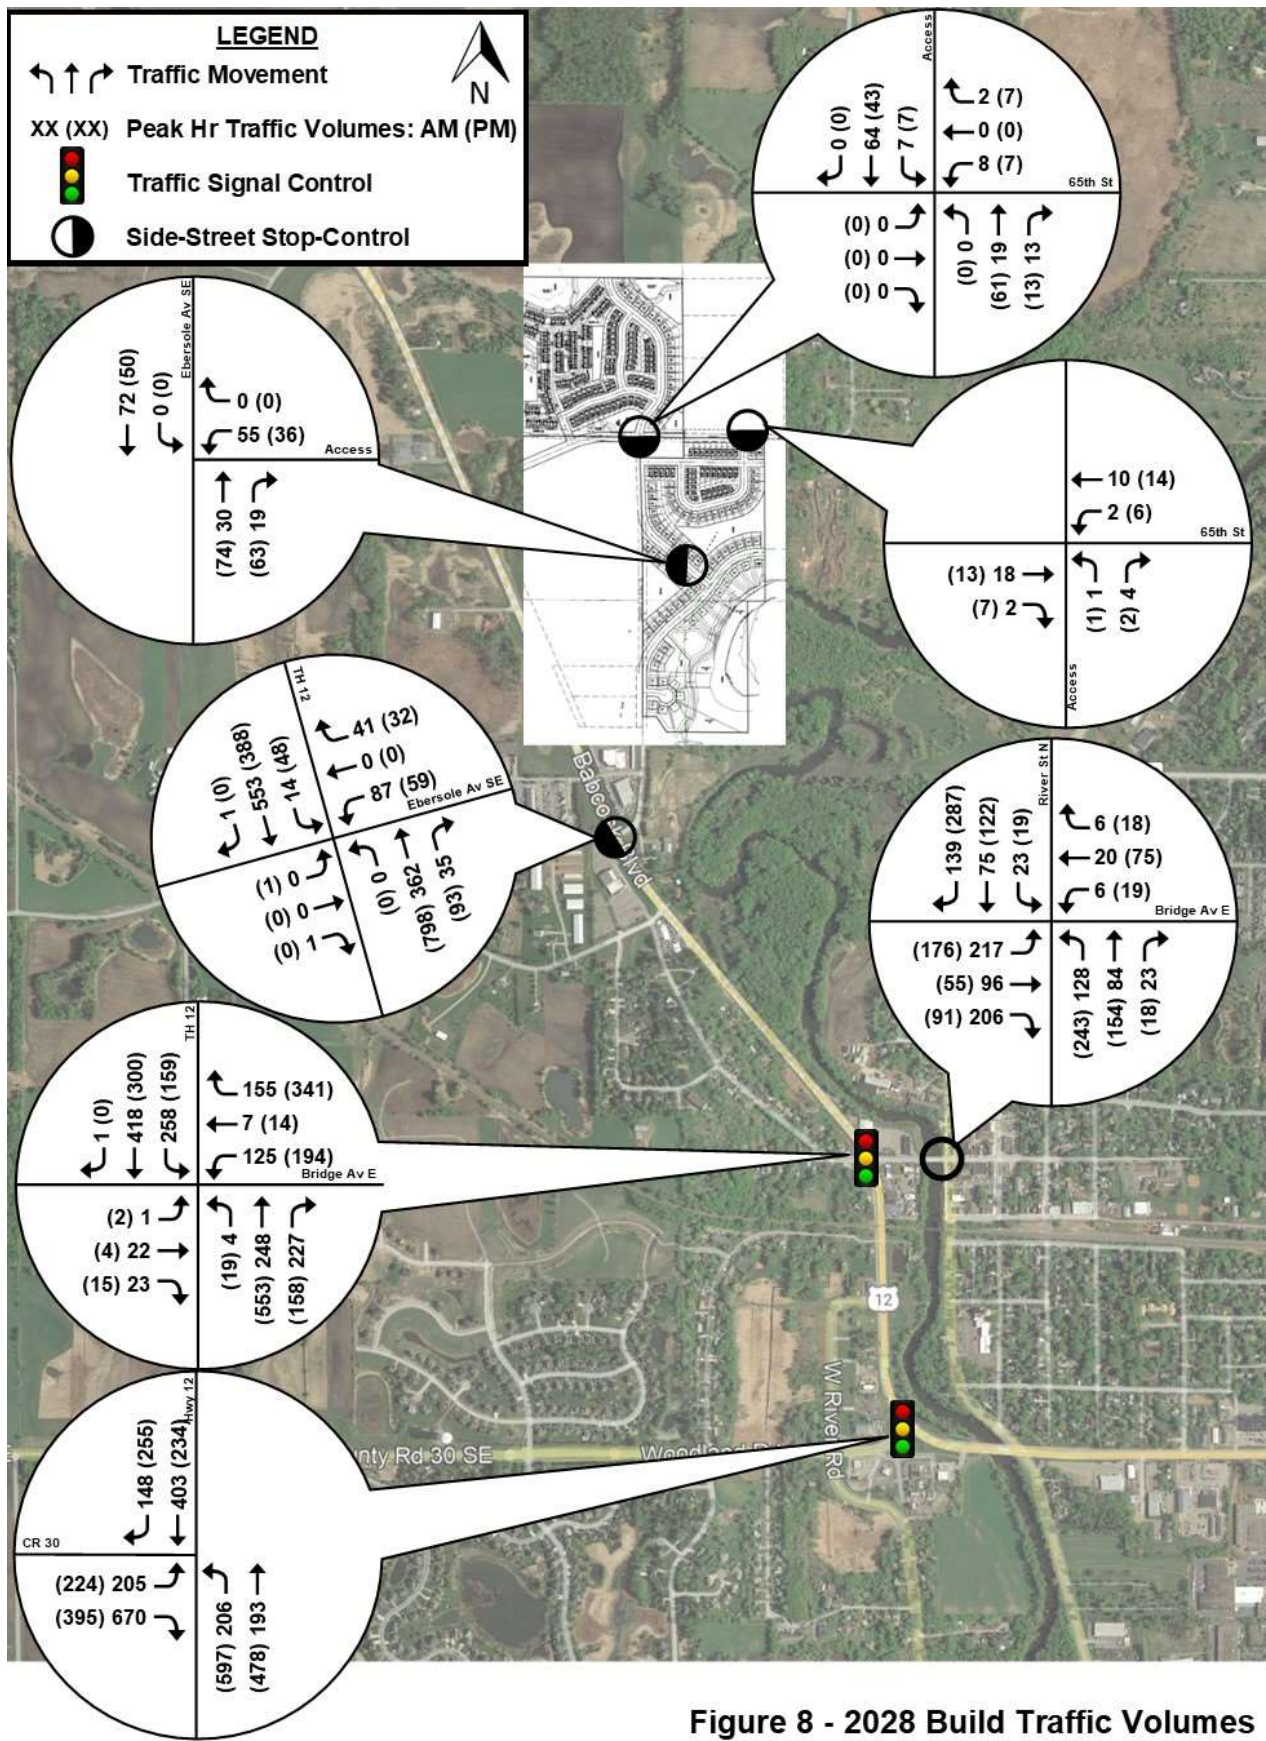 LEGEND
Traffic Movement
N
XX (XX) Peak Hr Traffic Volumes: AM (PM)
Traffic Signal Control
Side-Street Stop-Control
Access
0 (0)
64 (43)
7 (7)
2 (7)
0 (0)
8 (7)
65th St
(0) 0
(0) 0
(0) 0
(0) 0
(61) 19
(13) 13
Ebersole Av SE
72 (50)
0 (0)
0 (0)
55 (36)
Access
(74) 30
(63) 19
10 (14)
2 (6)
65th St
(13) 18
(7) 2
(1) 1
(2) 4
Access
TH 12
1 (0)
553 (388)
14 (48)
41 (32)
0 (0)
87 (59)
Ebersole Av SE
(1) 0
(0) 0
(0) 1
(0) 0
(798) 362
(93) 35
Babcock Blvd
River St N
139 (287)
75 (122)
23 (19)
6 (18)
20 (75)
6 (19)
Bridge Av E
(176) 217
(55) 96
(91) 206
(243) 128
(154) 84
(18) 23
TH 12
1 (0)
418 (300)
258 (159)
155 (341)
7 (14)
125 (194)
Bridge Av E
(2) 1
(4) 22
(15) 23
(19) 4
(553) 248
(158) 227
12
W River Rd
Hwy 12
148 (255)
403 (234)
nty Rd 30 SE
Woodland
CR 30
(224) 205
(395) 670
(597) 206
(478) 193
Figure 8 - 2028 Build Traffic Volumes